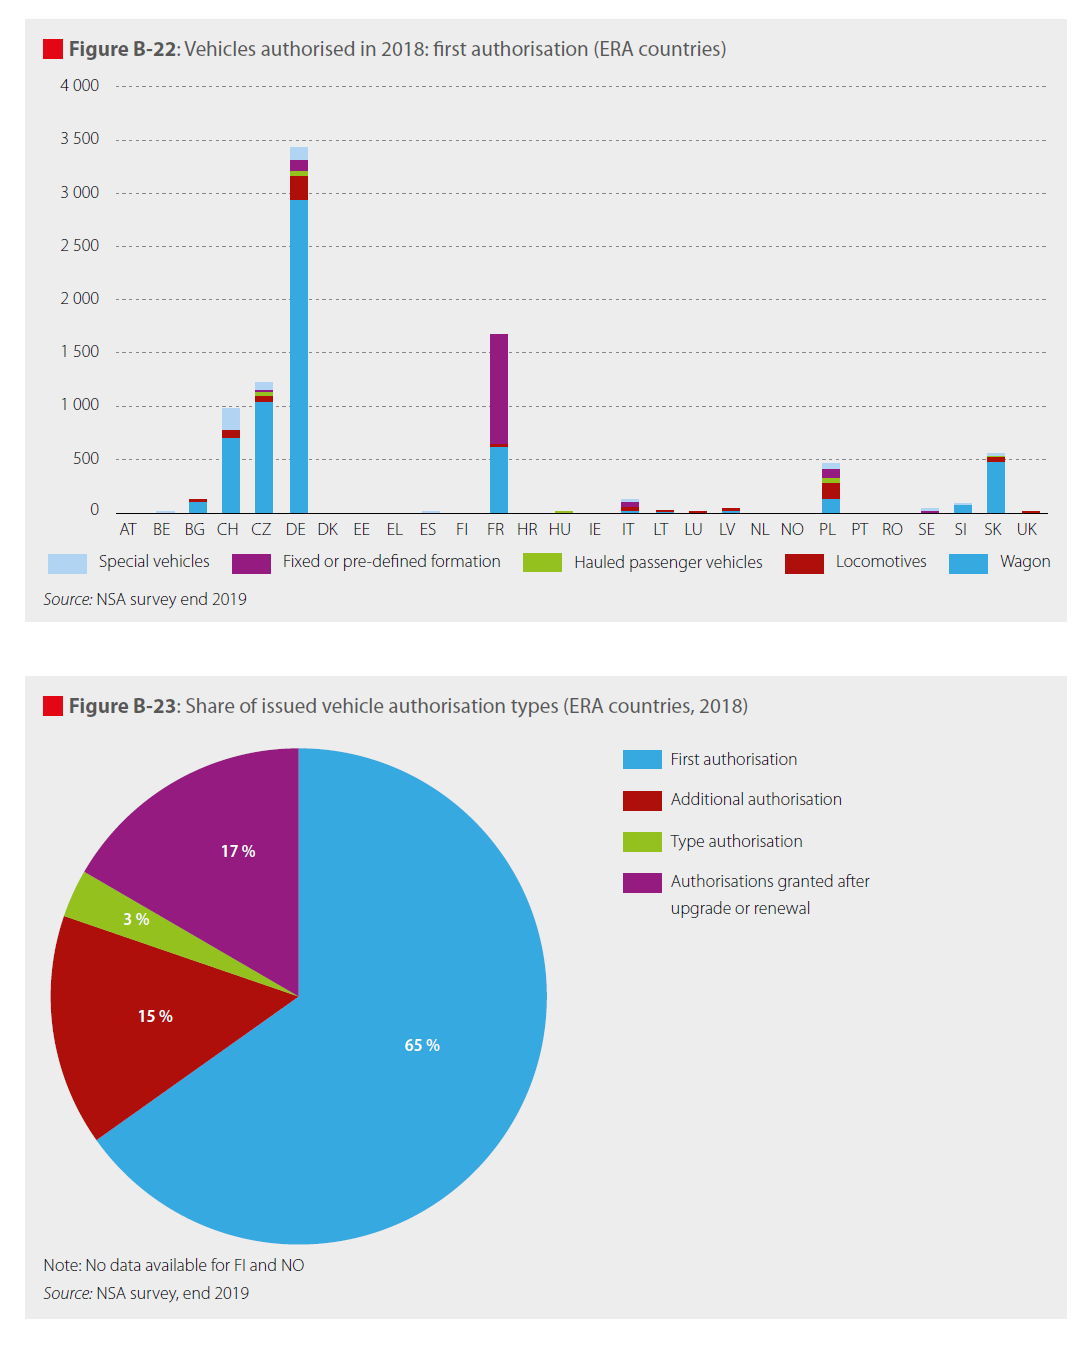 Figure B-22: Vehicles authorised in 2018: first authorisation (ERA countries)
4 000
3 500
3 000
2 500
2 000
1 500
1 000
500
0
AT BE BG CH CZ DE DK EE EL ES FI FR HR HU IE IT LT LU LV NL NO PL PT RO SE SI SK UK
Special vehicles Fixed or pre-defined formation Hauled passenger vehicles Locomotives Wagon
Source: NSA survey end 2019
Figure B-23: Share of issued vehicle authorisation types (ERA countries, 2018)
First authorisation
Additional authorisation
Type authorisation
Authorisations granted after
upgrade or renewal
17 %
3 %
15 %
65 %
Note: No data available for FI and NO
Source: NSA survey, end 2019